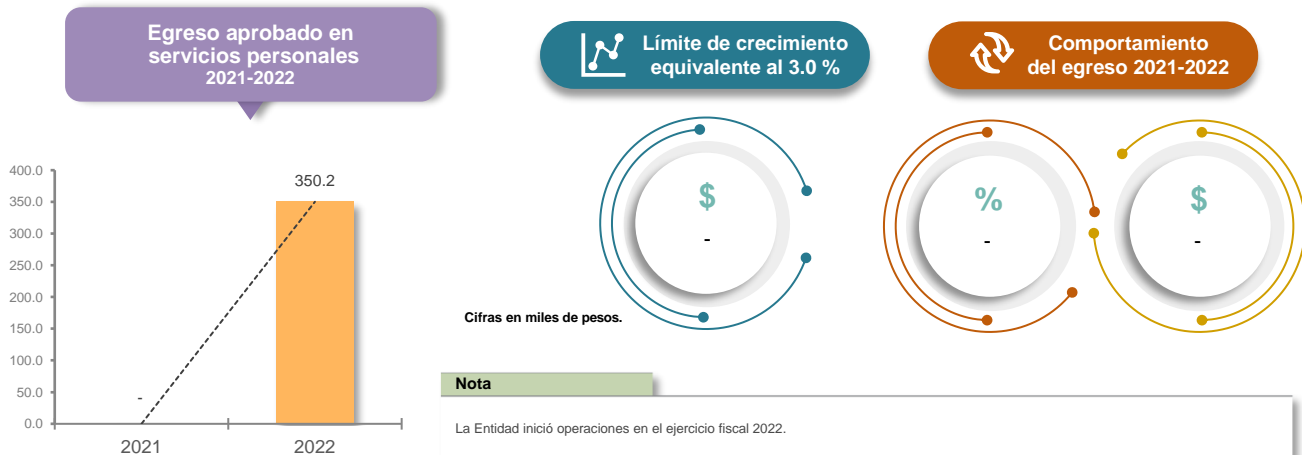 Egreso aprobado en
servicios personales
2021-2022
400.0
350.0
300.0
250.0
200.0
150.0
100.0
50.0
0.0
-
350.2
2021
2022
Límite de crecimiento
equivalente al 3.0 %
$
-
Cifras en miles de pesos.
Comportamiento
del egreso 2021-2022
%
-
$
-
Nota
La Entidad inició operaciones en el ejercicio fiscal 2022.